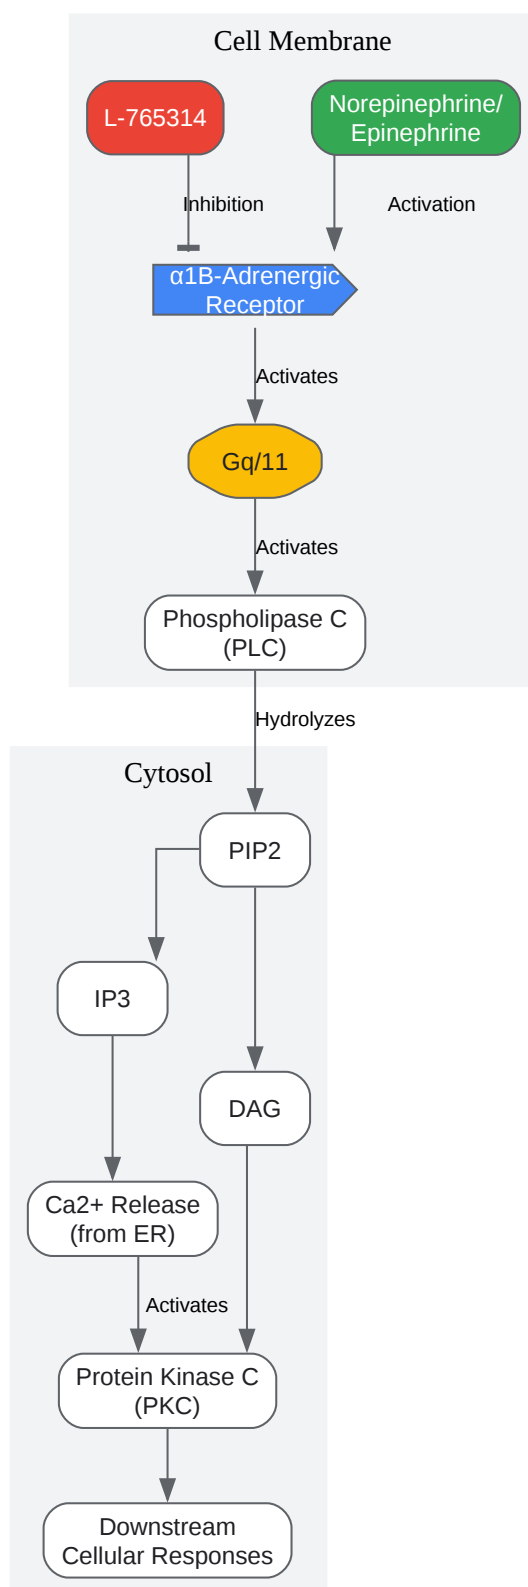 Cell Membrane
L-765314
Norepinephrine/
Epinephrine
Inhibition
Activation
α1B-Adrenergic
Receptor
Activates
Gq/11
Activates
Phospholipase C
(PLC)
Hydrolyzes
Cytosol
PIP2
IP3
DAG
Ca2+ Release
(from ER)
Activates
Protein Kinase C
(PKC)
Downstream
Cellular Responses